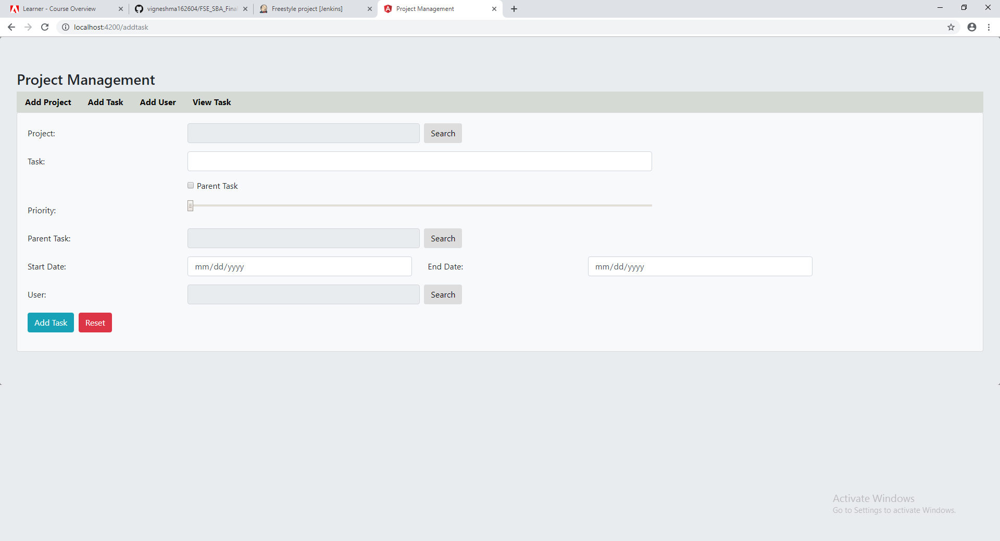 Learner - Course Overview
vigneshma162604/FSE_SBA_Final
Freestyle project [Jenkins]
Project Management
localhost:4200/addtask
Project Management
Add Project Add Task Add User View Task
Project: Search
Task:
Parent Task
Priority:
Parent Task: Search
Start Date: mm/dd/yyyy End Date: mm/dd/yyyy
User: Search
Add Task Reset
Activate Windows
Go to Settings to activate Windows.